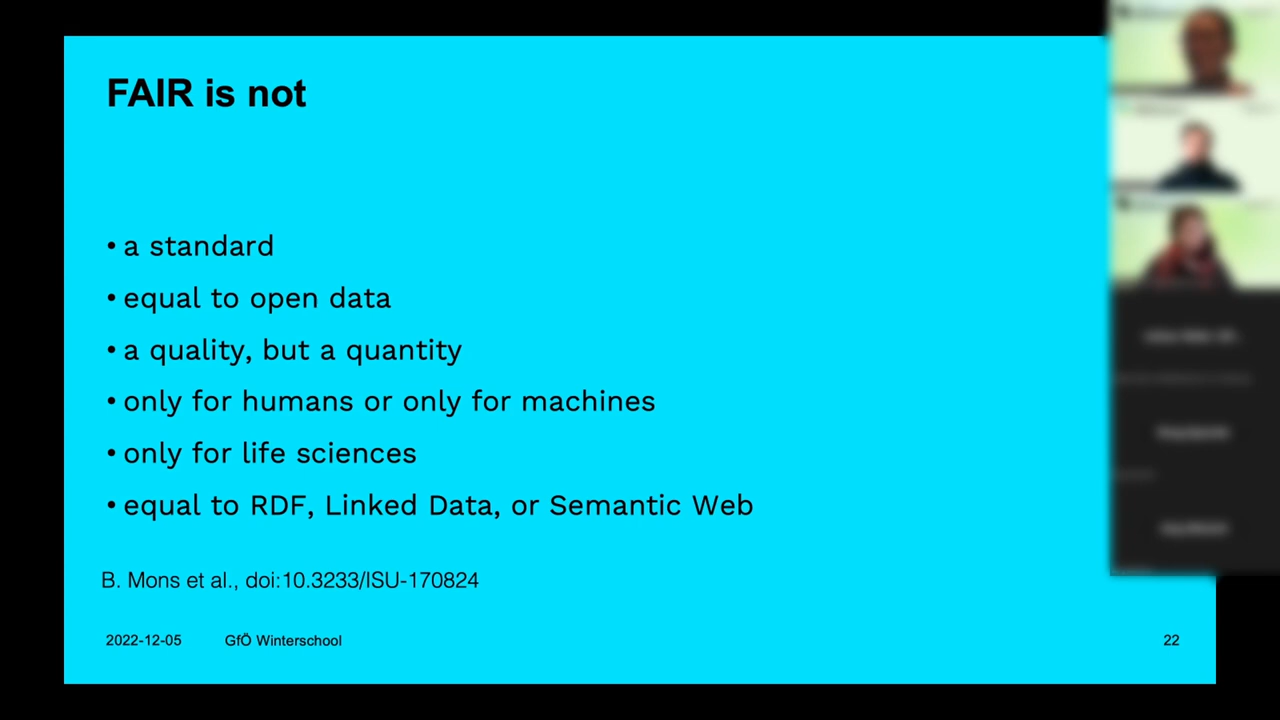 FAIR is not
• a standard
• equal to open data
• a quality, but a quantity
• only for humans or only for machines
• only for life sciences
• equal to RDF, Linked Data, or Semantic Web
B. Mons et al., doi:10.3233/ISU-170824
2022-12-05 GfÖ Winterschool 22